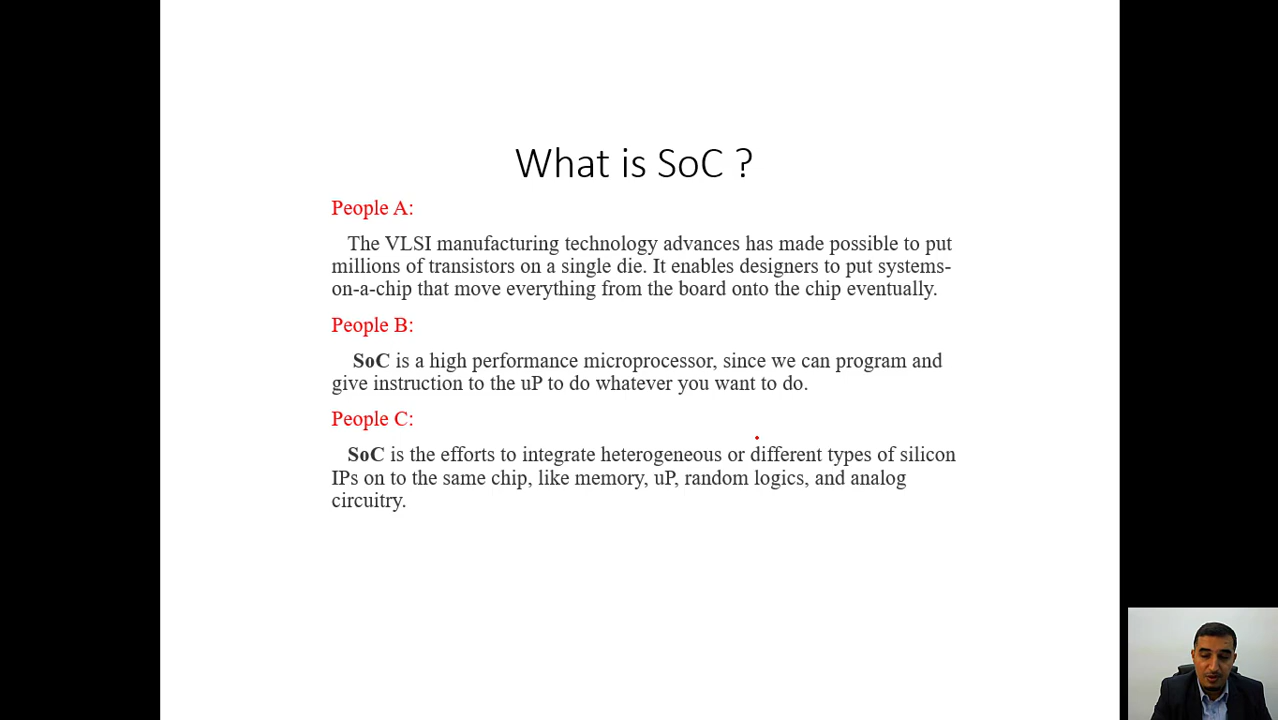 What is SoC ?
People A:
The VLSI manufacturing technology advances has made possible to put
millions of transistors on a single die. It enables designers to put systems-
on-a-chip that move everything from the board onto the chip eventually.
People B:
SoC is a high performance microprocessor, since we can program and
give instruction to the uP to do whatever you want to do.
People C:
SoC is the efforts to integrate heterogeneous or different types of silicon
IPs on to the same chip, like memory, uP, random logics, and analog
circuitry.